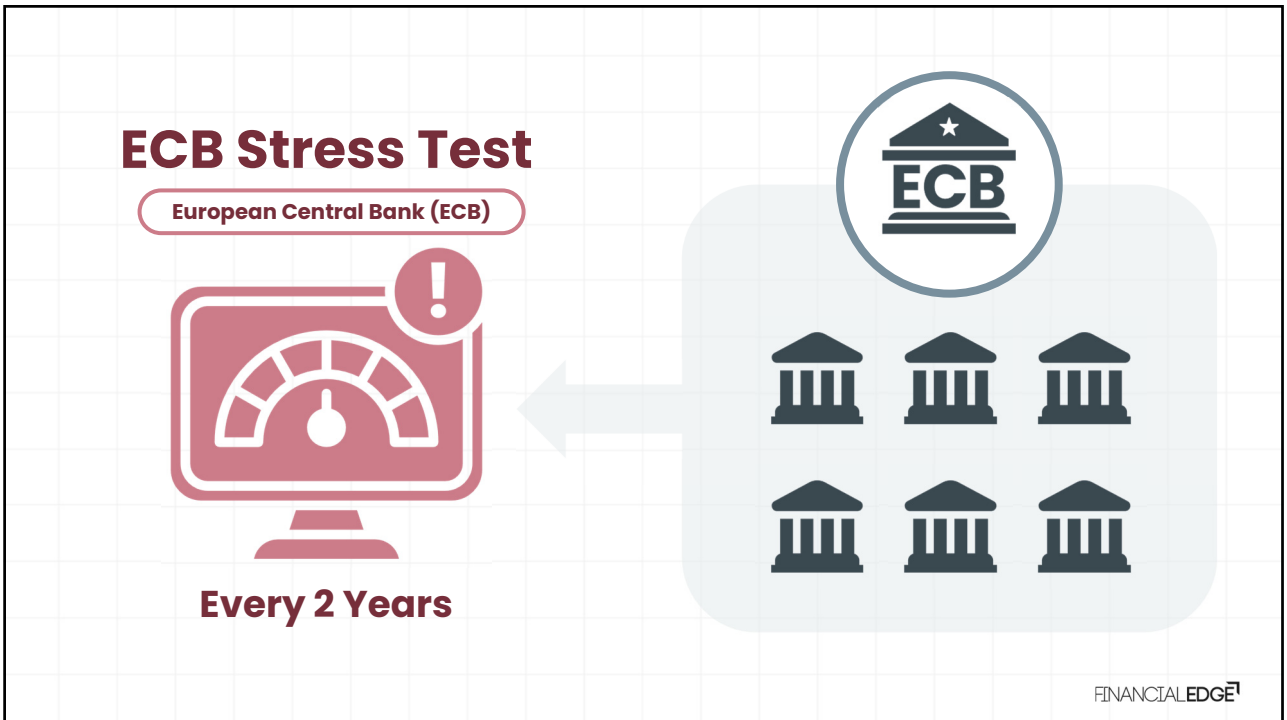 ECB Stress Test
European Central Bank (ECB)
Every 2 Years
ECB
FINANCIALEDGE